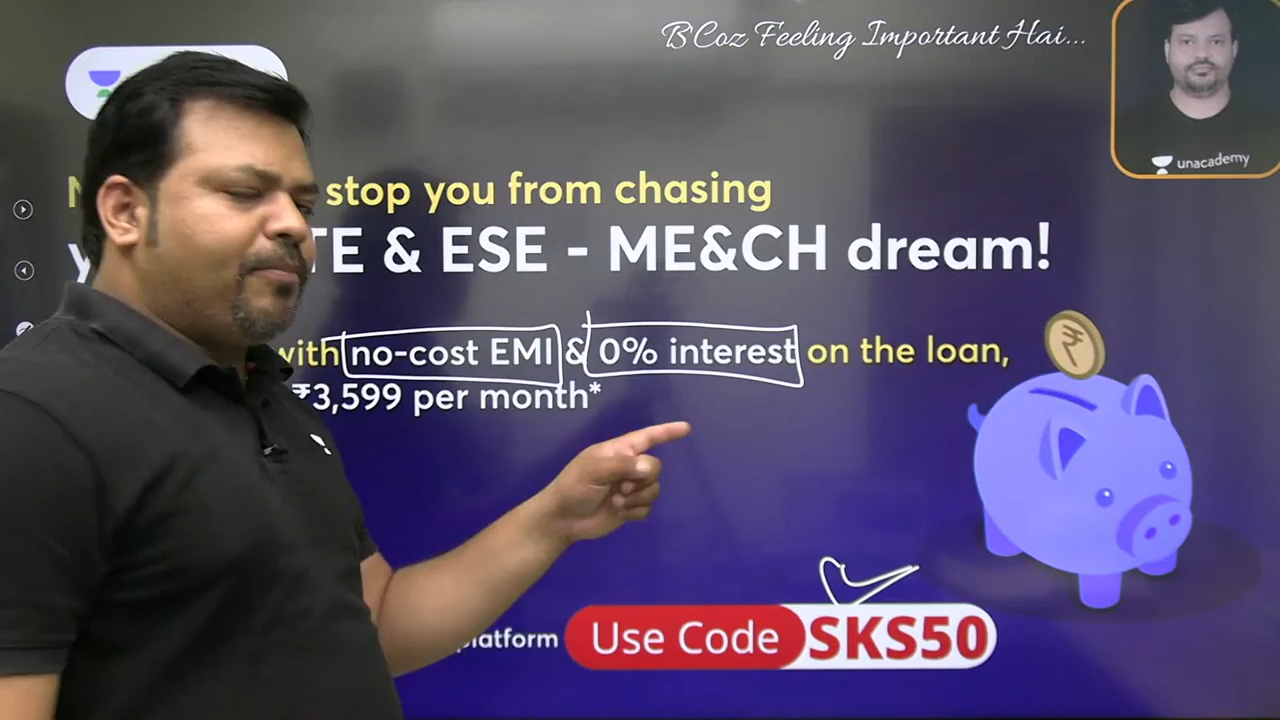 B'Coz Feeling Important Hai...
unacademy
stop you from chasing
TE & ESE - ME&CH dream!
with no-cost EMI & 0% interest on the loan,
₹3,599 per month*
platform Use Code SKS50